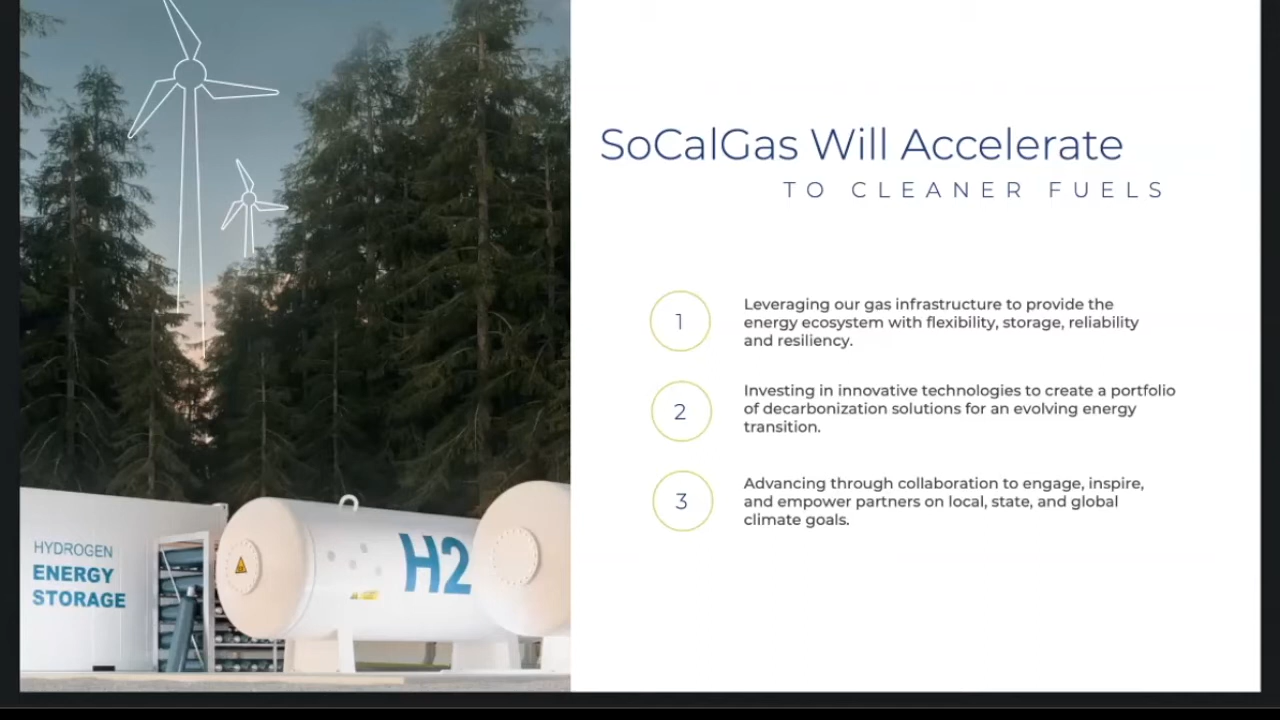 SoCalGas Will Accelerate
TO CLEANER FUELS
1
Leveraging our gas infrastructure to provide the
energy ecosystem with flexibility, storage, reliability
and resiliency.
2
Investing in innovative technologies to create a portfolio
of decarbonization solutions for an evolving energy
transition.
3
Advancing through collaboration to engage, inspire,
and empower partners on local, state, and global
climate goals.
HYDROGEN
ENERGY
STORAGE
H2